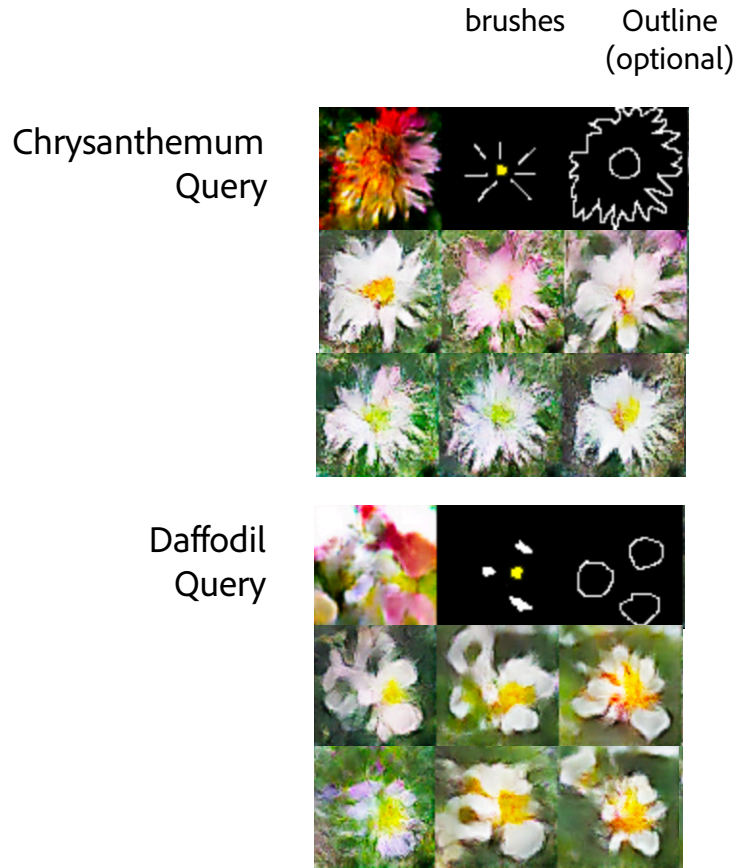 brushes
Outline
(optional)
Chrysanthemum
Query
Daffodil
Query